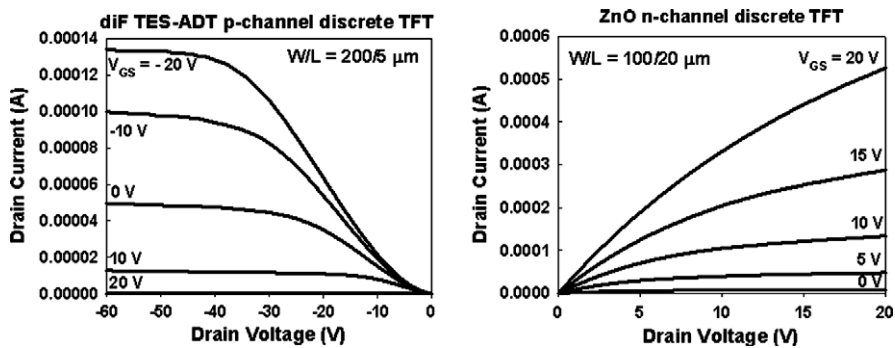 diF TES-ADT p-channel discrete TFT
0.00014
0.00012
0.00010
0.00008
0.00006
0.00004
0.00002
0.00000
Drain Current (A)
V_GS = - 20 V
W/L = 200/5 μm
-10 V
0 V
10 V
20 V
-60
-50
-40
-30
-20
-10
0
Drain Voltage (V)
ZnO n-channel discrete TFT
0.0006
0.0005
0.0004
0.0003
0.0002
0.0001
0.0000
Drain Current (A)
W/L = 100/20 μm
V_GS = 20 V
15 V
10 V
5 V
0 V
0
5
10
15
20
Drain Voltage (V)